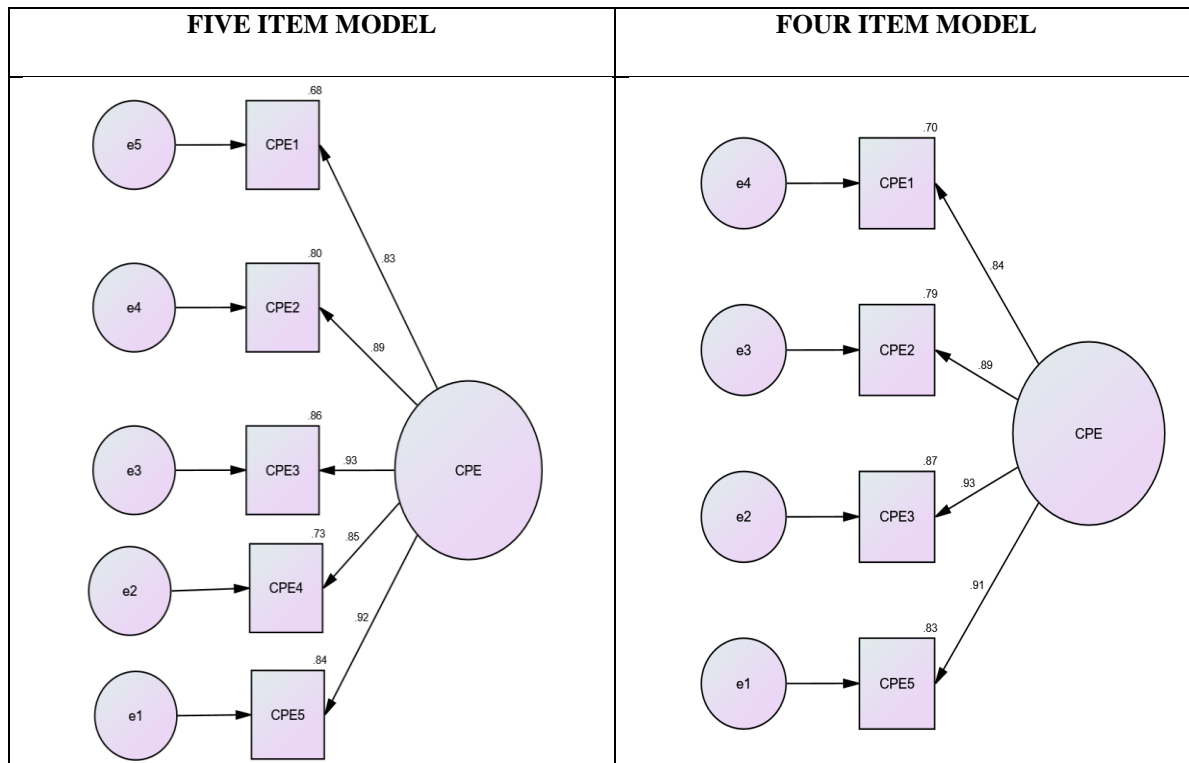 FIVE ITEM MODEL
.68
e5
CPE1
.83
.80
e4
CPE2
.89
.86
e3
CPE3
.93
CPE
.73
.85
e2
CPE4
.92
.84
e1
CPE5
FOUR ITEM MODEL
.70
e4
CPE1
.84
.79
e3
CPE2
.89
CPE
.87
.93
e2
CPE3
.91
.83
e1
CPE5